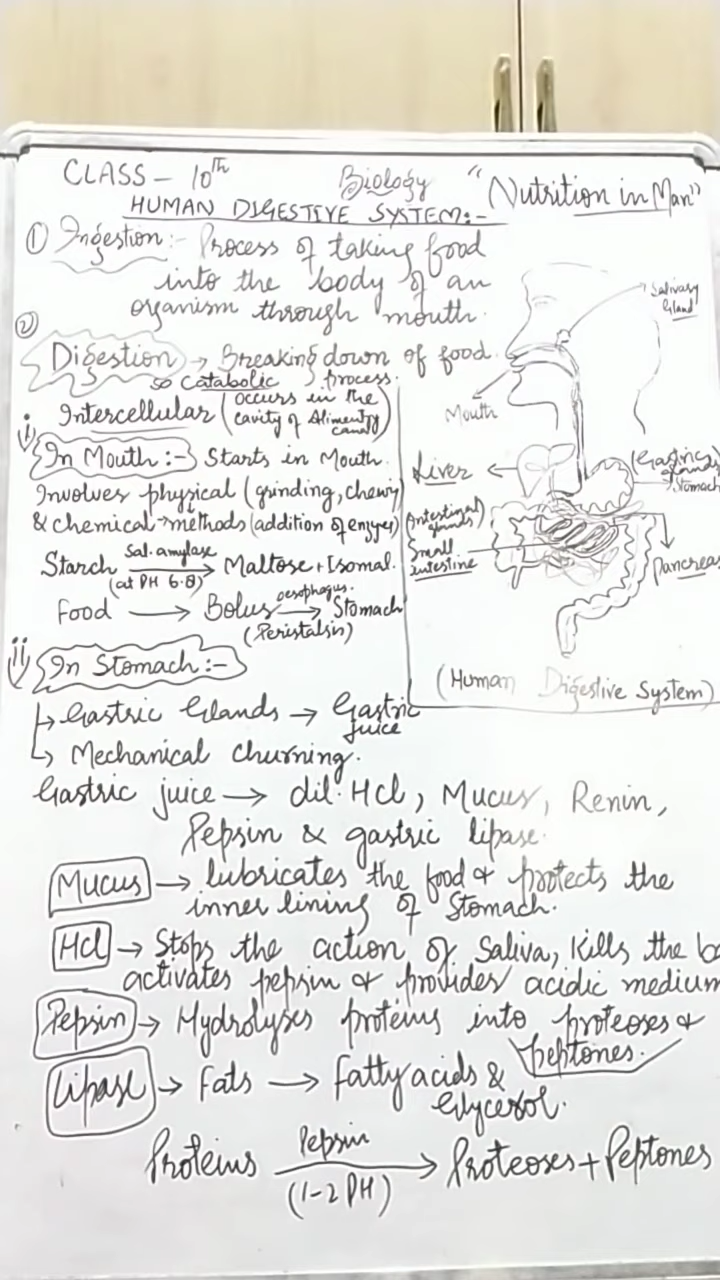 CLASS - 10TH Biology "Nutrition in Man"
HUMAN DIGESTIVE SYSTEM:-
① Ingestion:- Process of taking food
into the body of an
organism through mouth.
②
Digestion → Breaking down of food.
so catabolic process.
Intercellular (occurs in the
cavity of Alimentry
canal)
i) In Mouth:- Starts in Mouth.
Involves physical (grinding, chewing
& chemical → methods (addition of enzyes)
Starch Sal. amylase → Maltose + Isomal.
(at PH 6.8)
Food → Bolus oesophagus. → Stomach
(Peristalsis)
Salivary
Gland
Mouth
Liver
(Gastric
glands)
Stomach
(Intestinal
glands)
Small
intestine
Pancreas
(Human Digestive System)
ii) In Stomach:-
→ Gastric Glands → Gastric
juice
→ Mechanical churning.
Gastric juice → dil. Hcl, Mucus, Renin,
Pepsin & gastric lipase.
Mucus → lubricates the food & protects the
inner lining of Stomach.
Hcl → Stops the action of Saliva, kills the
activates pepsin & provides acidic medium
Pepsin → Hydrolyses proteins into proteoses &
peptones.
Lipase → Fats → Fatty acids &
Glycerol.
Proteins Pepsin → Proteoses + Peptones
(1-2 PH)